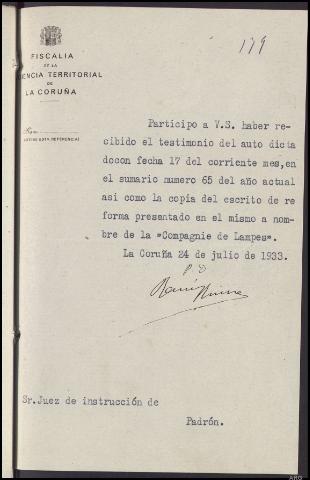 179
FISCALIA
DE LA
ENCIA TERRITORIAL
DE
LA CORUÑA
Participo a V.S. haber re-
cibido el testimonio del auto dicta
docon fecha 17 del corriente mes,en
el sumario numero 65 del año actual
asi como la copia del escrito de re
forma presentado en el mismo a nom-
bre de la "Compagnie de Lampes".
La Coruña 24 de julio de 1933.
Sr.Juez de instrucción de
Padrón.